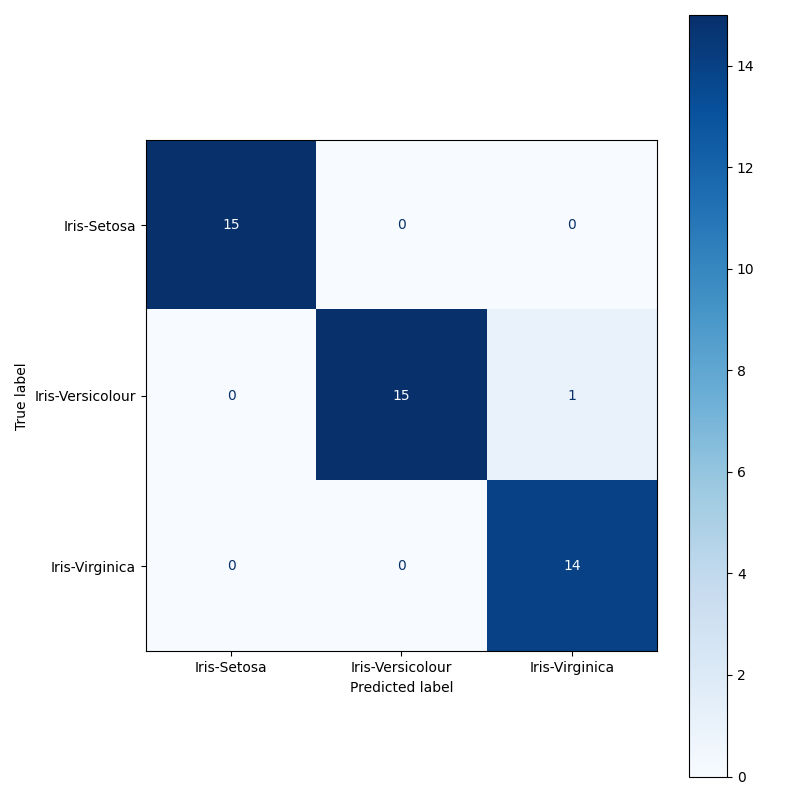 Iris-Setosa 15 0 0
Iris-Versicolour 0 15 1
Iris-Virginica 0 0 14
Iris-Setosa Iris-Versicolour Iris-Virginica
Predicted label
True label
14
12
10
8
6
4
2
0